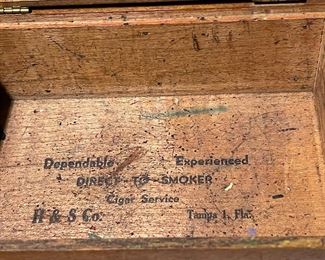 Dependable Experienced
DIRECT-TO-SMOKER
Cigar Service
H & S Co. Tampa 1, Fla.